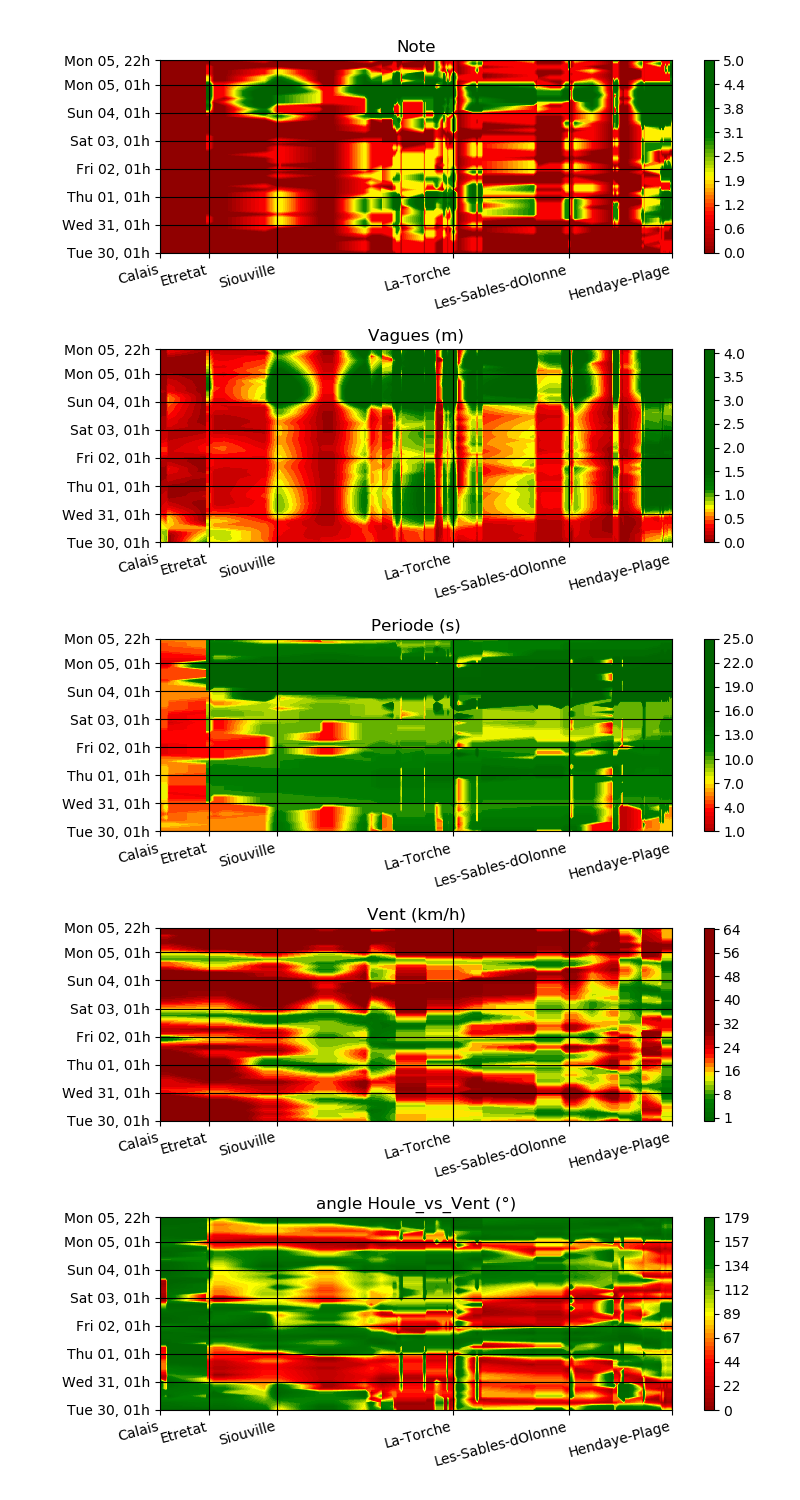 Note
Mon 05, 22h
Mon 05, 01h
Sun 04, 01h
Sat 03, 01h
Fri 02, 01h
Thu 01, 01h
Wed 31, 01h
Tue 30, 01h
Calais
Etretat
Siouville
La-Torche
Les-Sables-dOlonne
Hendaye-Plage
5.0
4.4
3.8
3.1
2.5
1.9
1.2
0.6
0.0
Vagues (m)
Mon 05, 22h
Mon 05, 01h
Sun 04, 01h
Sat 03, 01h
Fri 02, 01h
Thu 01, 01h
Wed 31, 01h
Tue 30, 01h
Calais
Etretat
Siouville
La-Torche
Les-Sables-dOlonne
Hendaye-Plage
4.0
3.5
3.0
2.5
2.0
1.5
1.0
0.5
0.0
Periode (s)
Mon 05, 22h
Mon 05, 01h
Sun 04, 01h
Sat 03, 01h
Fri 02, 01h
Thu 01, 01h
Wed 31, 01h
Tue 30, 01h
Calais
Etretat
Siouville
La-Torche
Les-Sables-dOlonne
Hendaye-Plage
25.0
22.0
19.0
16.0
13.0
10.0
7.0
4.0
1.0
Vent (km/h)
Mon 05, 22h
Mon 05, 01h
Sun 04, 01h
Sat 03, 01h
Fri 02, 01h
Thu 01, 01h
Wed 31, 01h
Tue 30, 01h
Calais
Etretat
Siouville
La-Torche
Les-Sables-dOlonne
Hendaye-Plage
64
56
48
40
32
24
16
8
1
angle Houle_vs_Vent (°)
Mon 05, 22h
Mon 05, 01h
Sun 04, 01h
Sat 03, 01h
Fri 02, 01h
Thu 01, 01h
Wed 31, 01h
Tue 30, 01h
Calais
Etretat
Siouville
La-Torche
Les-Sables-dOlonne
Hendaye-Plage
179
157
134
112
89
67
44
22
0